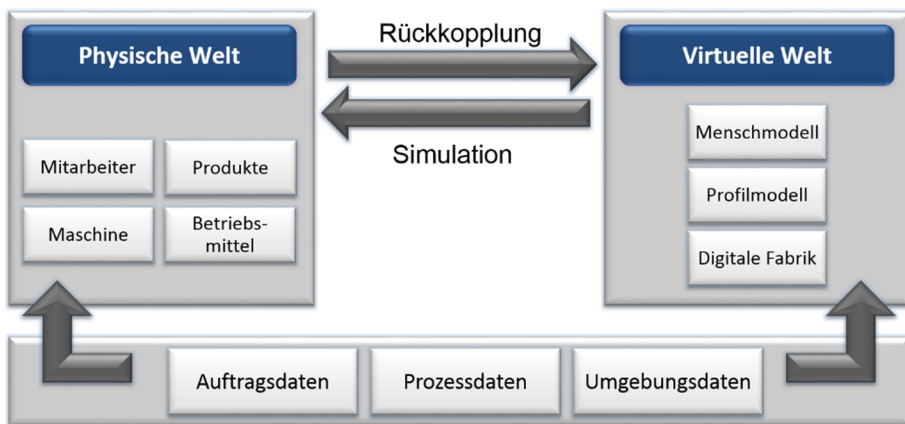 Physische Welt
Mitarbeiter
Produkte
Maschine
Betriebs-
mittel
Rückkopplung
Simulation
Virtuelle Welt
Menschmodell
Profilmodell
Digitale Fabrik
Auftragsdaten
Prozessdaten
Umgebungsdaten